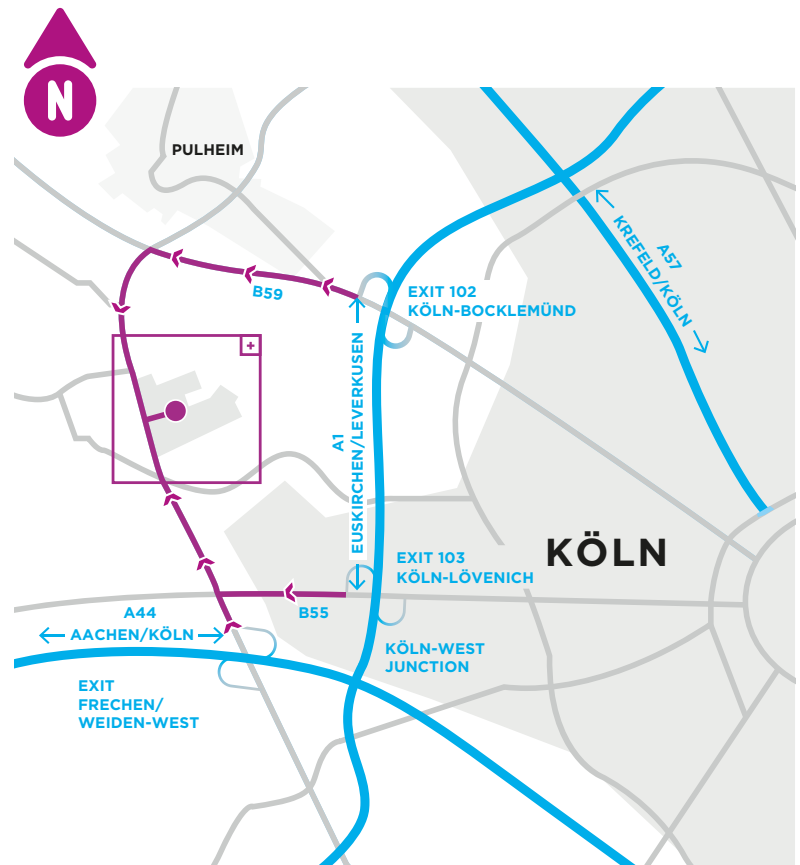 N
PULHEIM
B59
EXIT 102
KÖLN-BOCKLEMÜND
A57
KREFELD/KÖLN
+
A1
EUSKIRCHEN/LEVERKUSEN
KÖLN
EXIT 103
KÖLN-LÖVENICH
B55
A44
AACHEN/KÖLN
KÖLN-WEST
JUNCTION
EXIT
FRECHEN/
WEIDEN-WEST